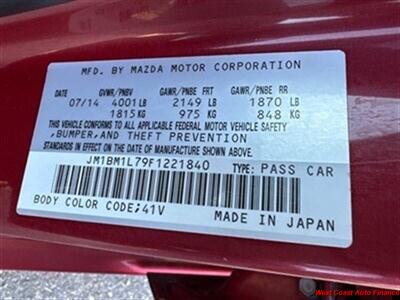 MFD. BY MAZDA MOTOR CORPORATION
DATE GVWR/PNBV GAWR/PNBE FRT GAWR/PNBE RR
07/14 4001 LB 2149 LB 1870 LB
1815 KG 975 KG 848 KG
THIS VEHICLE CONFORMS TO ALL APPLICABLE FEDERAL MOTOR VEHICLE SAFETY
,BUMPER,AND THEFT PREVENTION
STANDARDS IN EFFECT ON THE DATE OF MANUFACTURE SHOWN ABOVE.
JM1BM1L79F1221840 TYPE: PASS CAR
BODY COLOR CODE;41V MADE IN JAPAN
West Coast Auto Finance